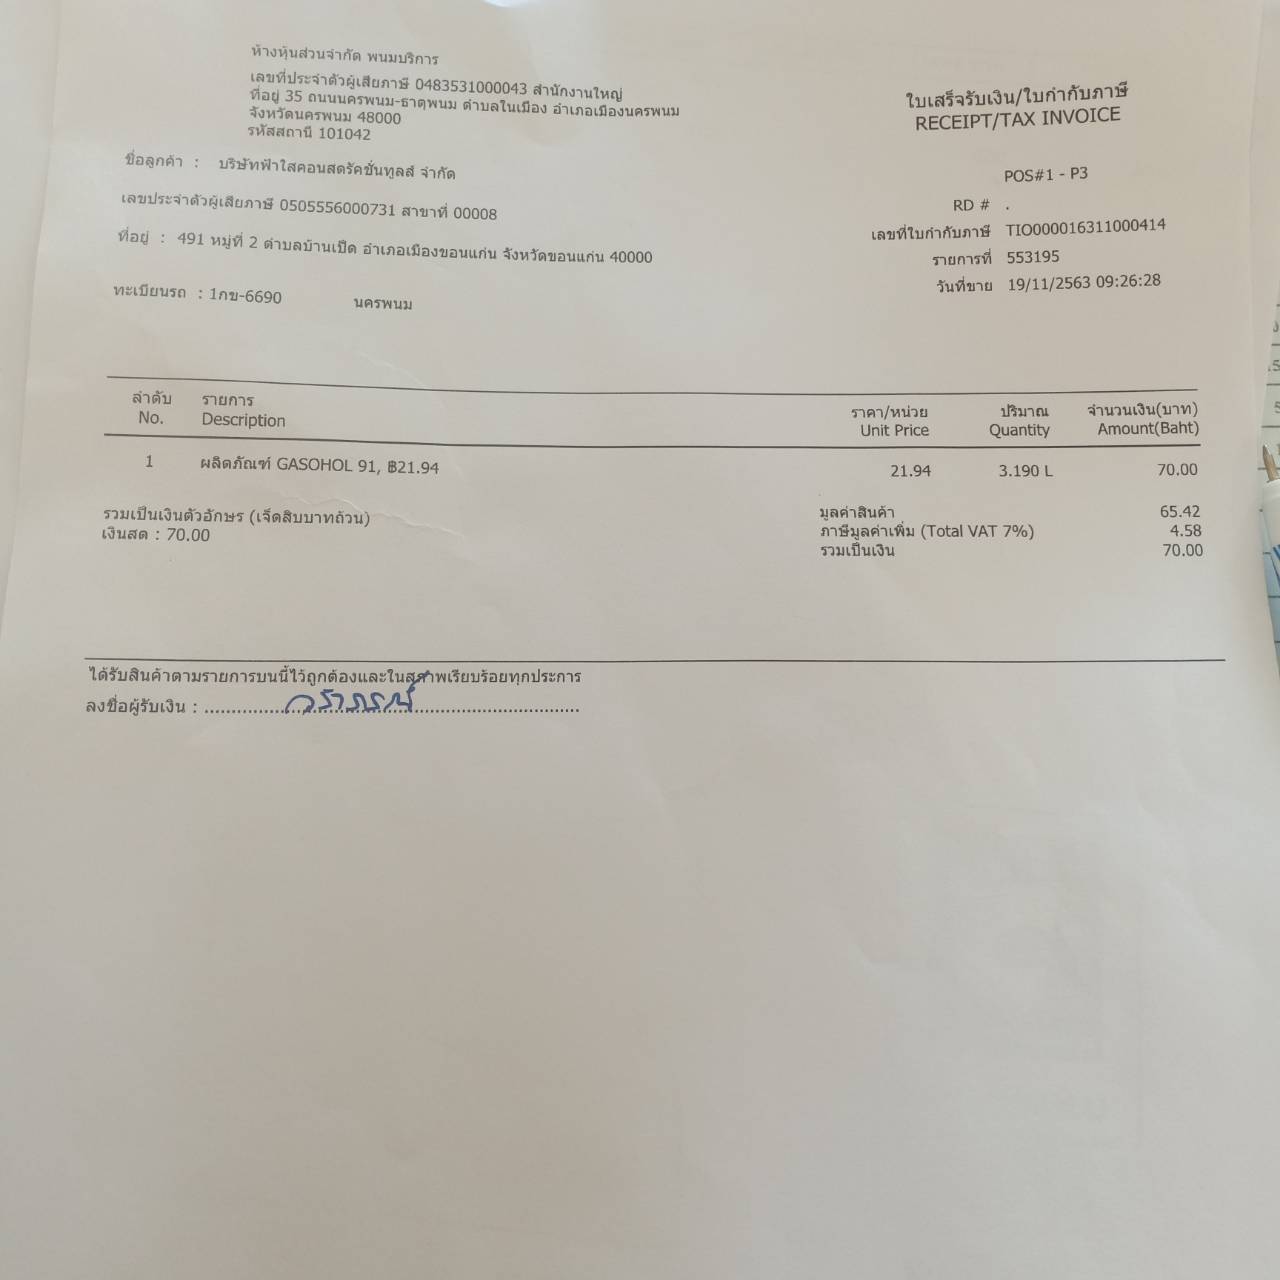 ห้างหุ้นส่วนจำกัด พนมบริการ
เลขที่ประจำตัวผู้เสียภาษี 0483531000043 สำนักงานใหญ่
ที่อยู่ 35 ถนนนครพนม-ธาตุพนม ตำบลในเมือง อำเภอเมืองนครพนม
จังหวัดนครพนม 48000
รหัสสถานี 101042
ใบเสร็จรับเงิน/ใบกำกับภาษี
RECEIPT/TAX INVOICE
ชื่อลูกค้า : บริษัทฟ้าใสคอนสตรัคชั่นทูลส์ จำกัด
เลขประจำตัวผู้เสียภาษี 0505556000731 สาขาที่ 00008
ที่อยู่ : 491 หมู่ที่ 2 ตำบลบ้านเป็ด อำเภอเมืองขอนแก่น จังหวัดขอนแก่น 40000
ทะเบียนรถ : 1กข-6690 นครพนม
POS#1 - P3
RD # .
เลขที่ใบกำกับภาษี TIO000016311000414
รายการที่ 553195
วันที่ขาย 19/11/2563 09:26:28
ลำดับ รายการ ราคา/หน่วย ปริมาณ จำนวนเงิน(บาท)
No. Description Unit Price Quantity Amount(Baht)
1 ผลิตภัณฑ์ GASOHOL 91, ฿21.94 21.94 3.190 L 70.00
รวมเป็นเงินตัวอักษร (เจ็ดสิบบาทถ้วน)
เงินสด : 70.00
มูลค่าสินค้า 65.42
ภาษีมูลค่าเพิ่ม (Total VAT 7%) 4.58
รวมเป็นเงิน 70.00
ได้รับสินค้าตามรายการบนนี้ไว้ถูกต้องและในสภาพเรียบร้อยทุกประการ
ลงชื่อผู้รับเงิน : วราภรณ์